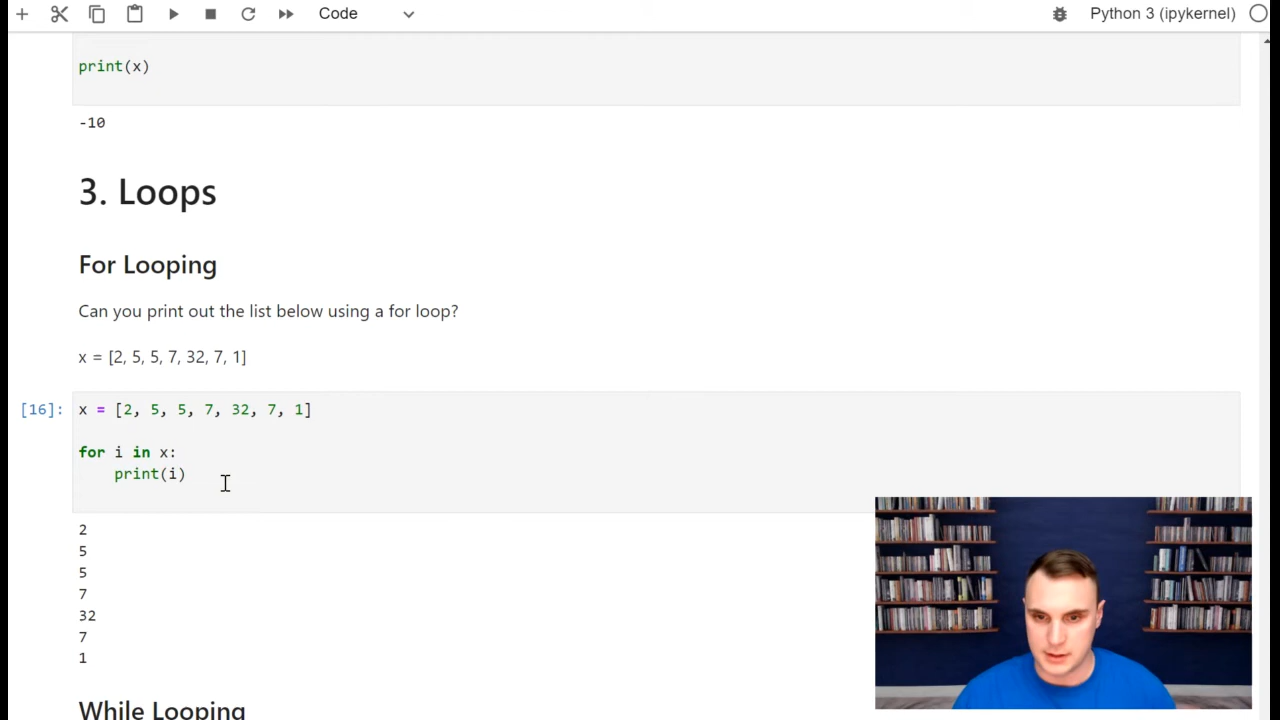 Code
Python 3 (ipykernel)
print(x)
-10
3. Loops
For Looping
Can you print out the list below using a for loop?
x = [2, 5, 5, 7, 32, 7, 1]
[16]:
x = [2, 5, 5, 7, 32, 7, 1]
for i in x:
    print(i)
2
5
5
7
32
7
1
While Looping